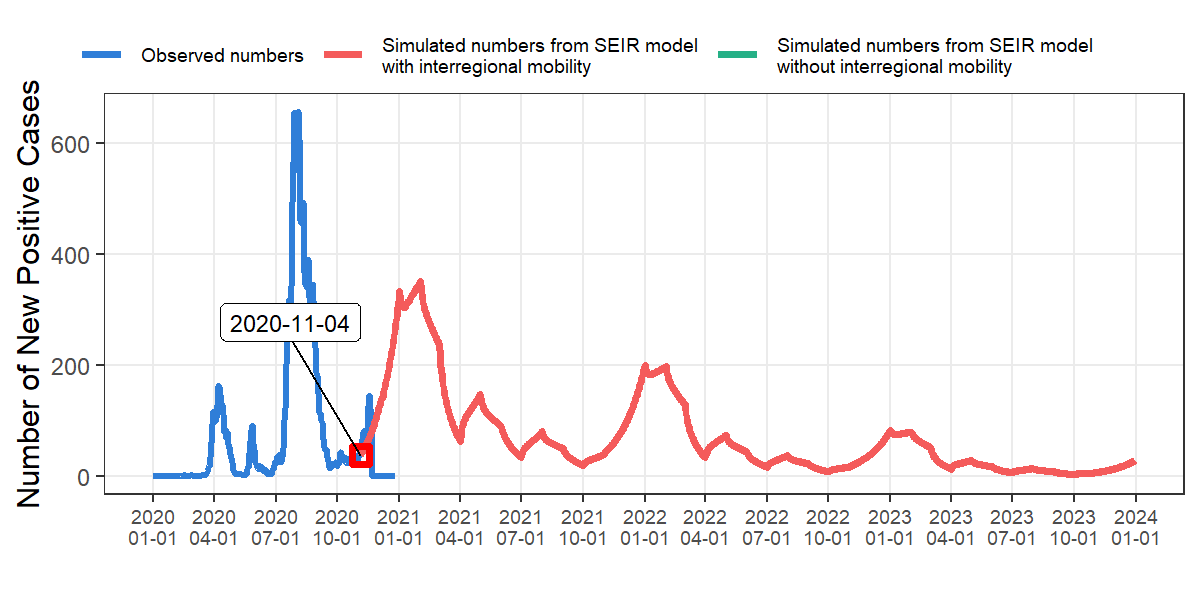 Observed numbers
Simulated numbers from SEIR model
with interregional mobility
Simulated numbers from SEIR model
without interregional mobility
Number of New Positive Cases
600
400
200
0
2020-11-04
2020 2020 2020 2020 2021 2021 2021 2021 2022 2022 2022 2022 2023 2023 2023 2023 2024
01-01 04-01 07-01 10-01 01-01 04-01 07-01 10-01 01-01 04-01 07-01 10-01 01-01 04-01 07-01 10-01 01-01